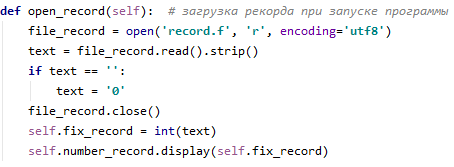 def open_record(self):  # загрузка рекорда при запуске программы
    file_record = open('record.f', 'r', encoding='utf8')
    text = file_record.read().strip()
    if text == '':
        text = '0'
    file_record.close()
    self.fix_record = int(text)
    self.number_record.display(self.fix_record)